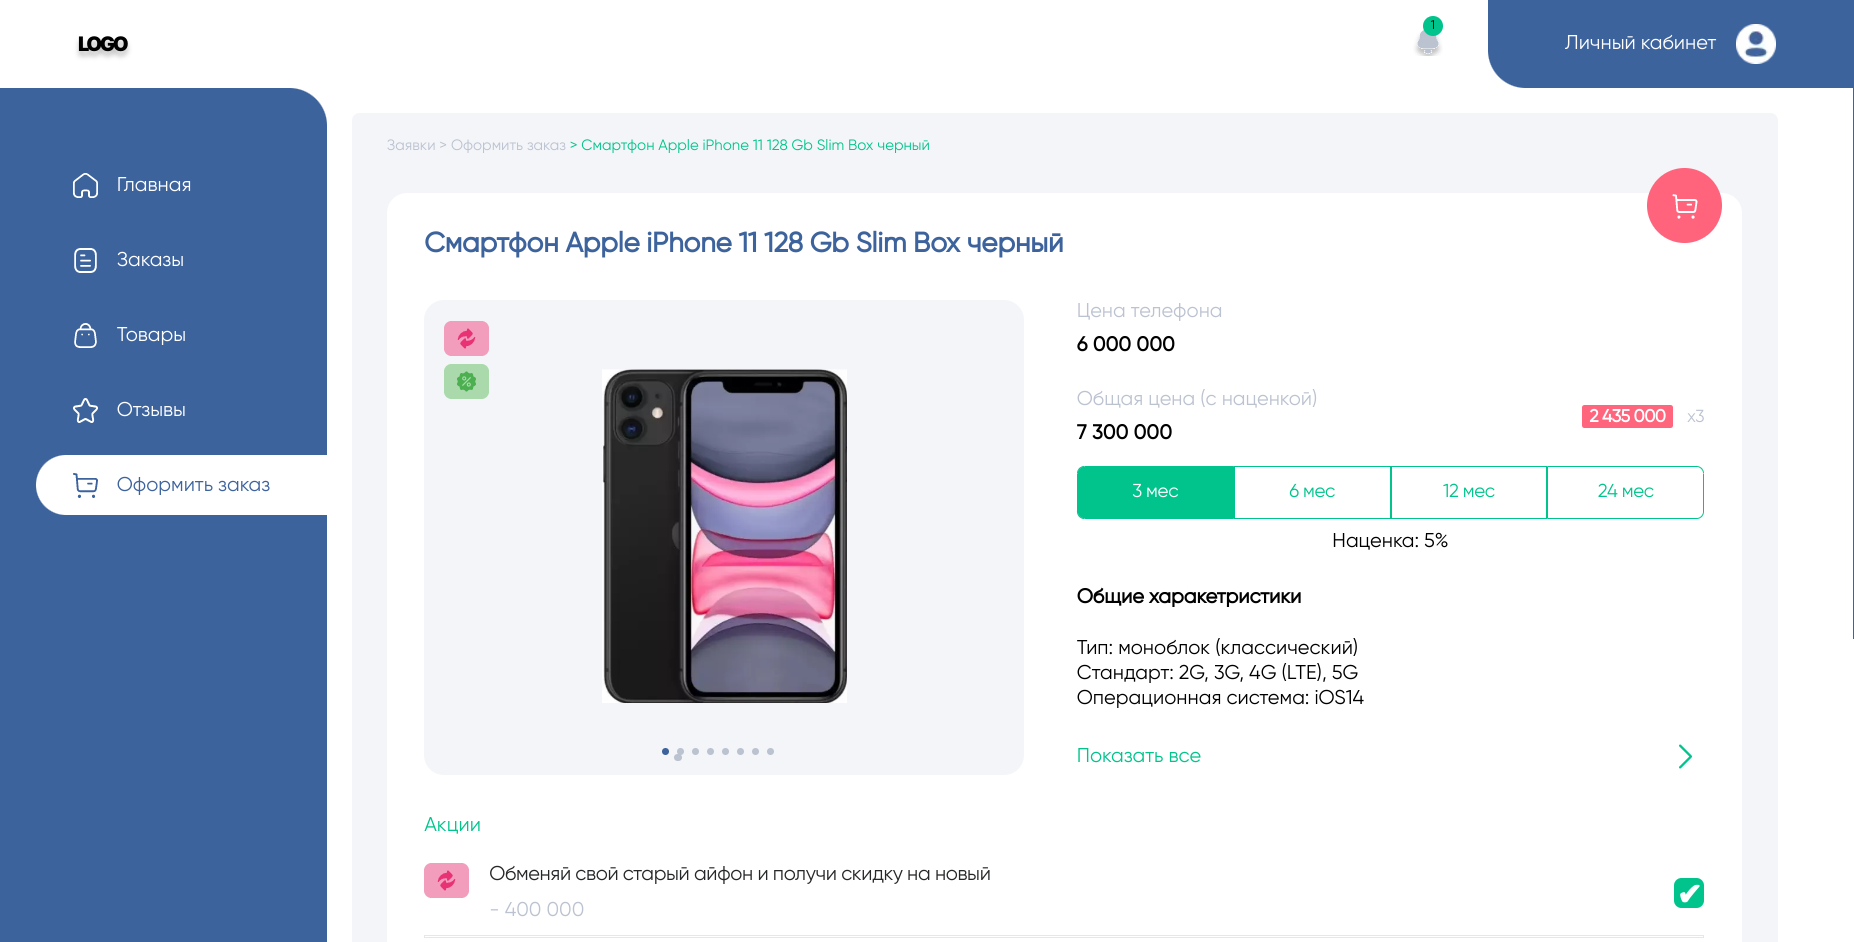 LOGO
1
Личный кабинет
Главная
Заказы
Товары
Отзывы
Оформить заказ
Заявки > Оформить заказ > Смартфон Apple iPhone 11 128 Gb Slim Box черный
Смартфон Apple iPhone 11 128 Gb Slim Box черный
Цена телефона
6 000 000
Общая цена (с наценкой)
7 300 000
2 435 000 x3
3 мес 6 мес 12 мес 24 мес
Наценка: 5%
Общие харакетристики
Тип: моноблок (классический)
Стандарт: 2G, 3G, 4G (LTE), 5G
Операционная система: iOS14
Показать все
Акции
Обменяй свой старый айфон и получи скидку на новый
- 400 000